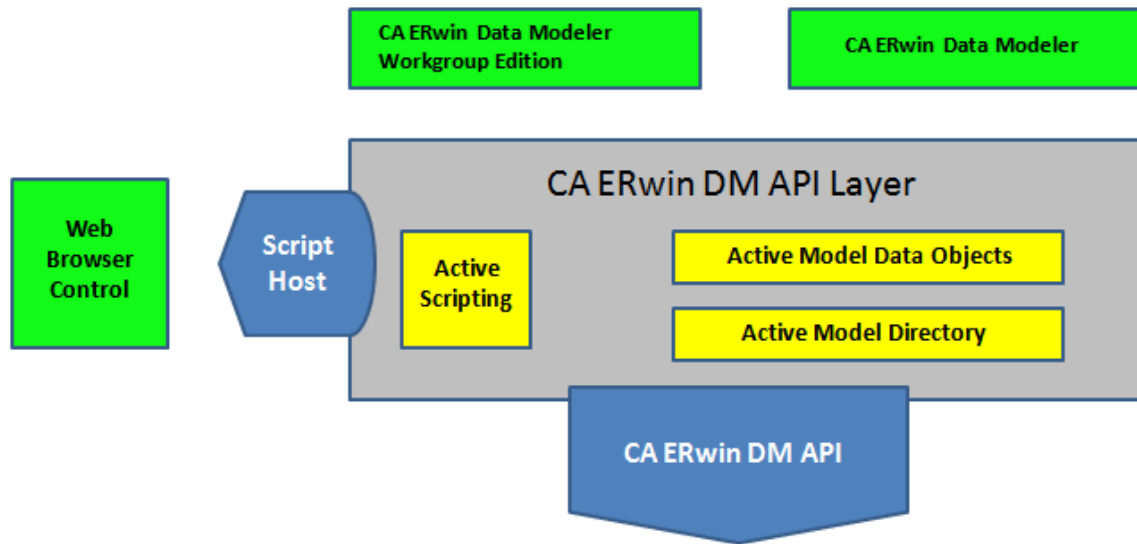 CA ERwin Data Modeler
Workgroup Edition
CA ERwin Data Modeler
CA ERwin DM API Layer
Web
Browser
Control
Script
Host
Active
Scripting
Active Model Data Objects
Active Model Directory
CA ERwin DM API